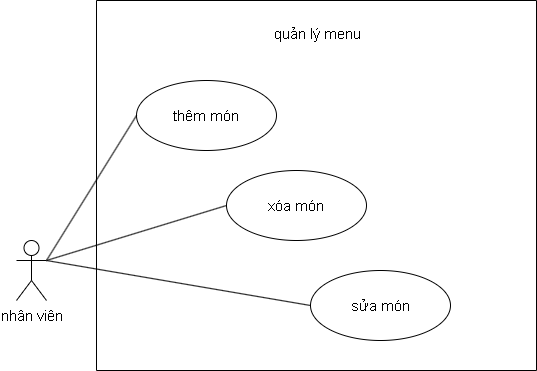 quản lý menu
thêm món
xóa món
sửa món
nhân viên